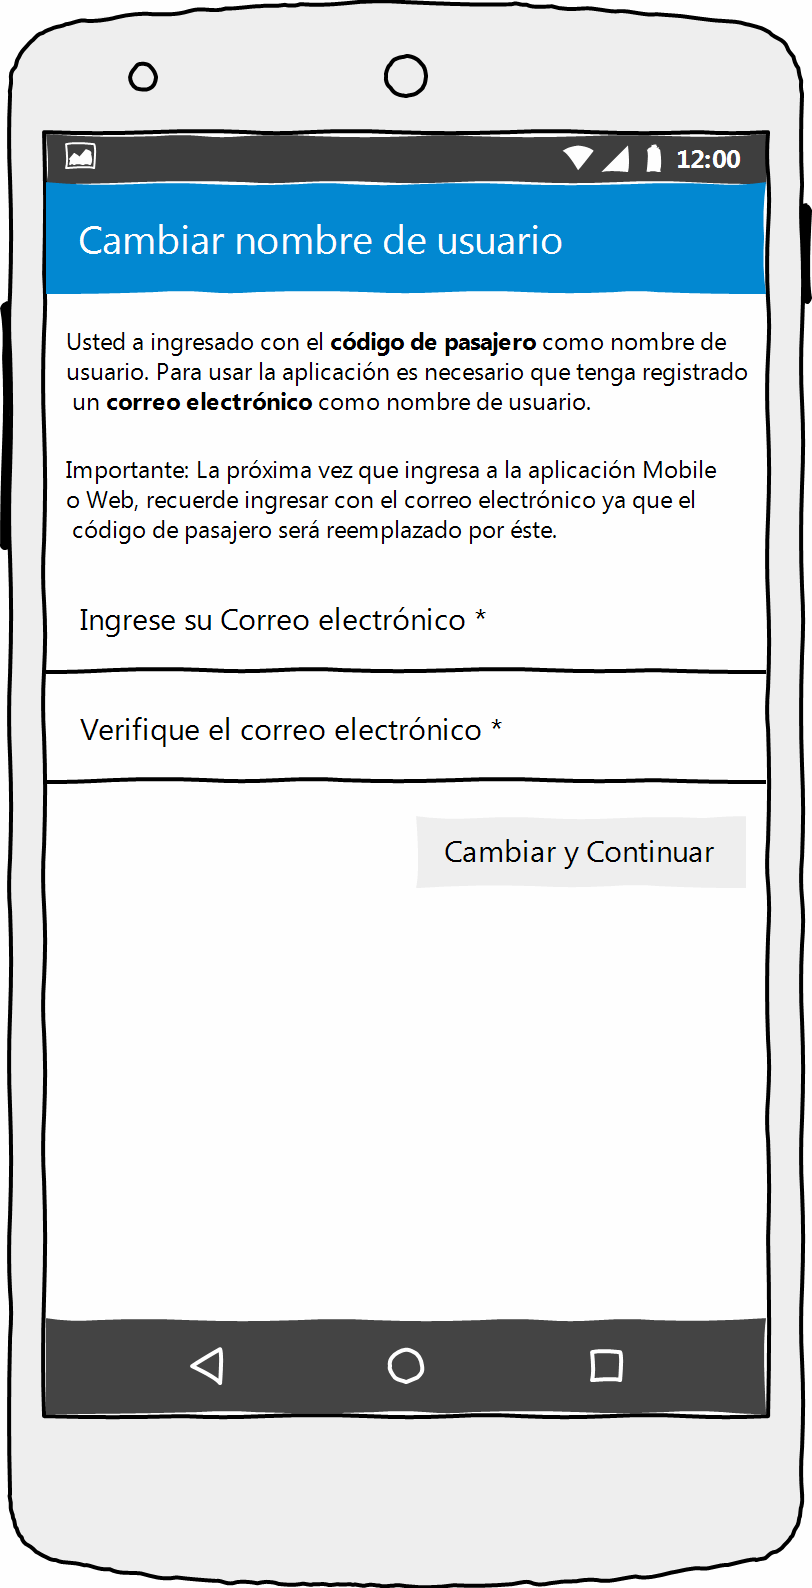 12:00
Cambiar nombre de usuario
Usted a ingresado con el código de pasajero como nombre de
usuario. Para usar la aplicación es necesario que tenga registrado
un correo electrónico como nombre de usuario.
Importante: La próxima vez que ingresa a la aplicación Mobile
o Web, recuerde ingresar con el correo electrónico ya que el
código de pasajero será reemplazado por éste.
Ingrese su Correo electrónico *
Verifique el correo electrónico *
Cambiar y Continuar